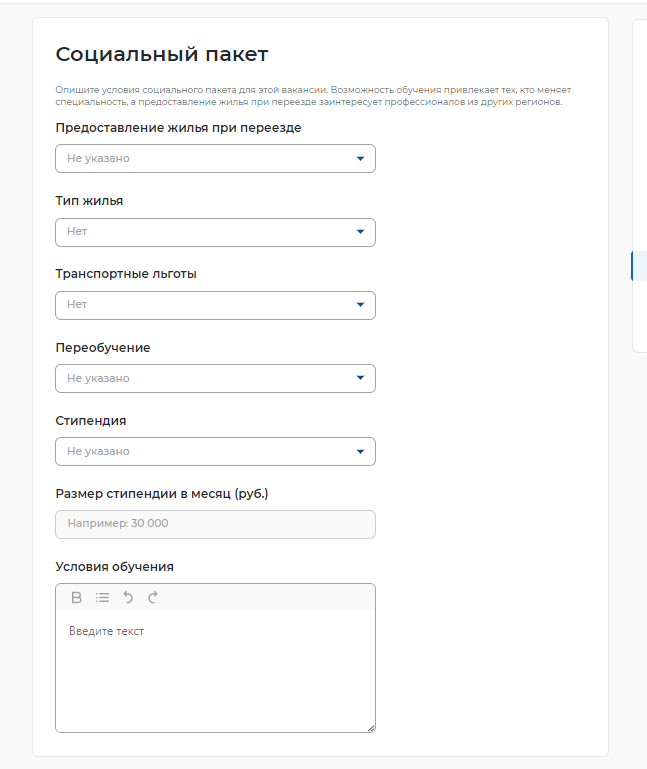 Социальный пакет
Опишите условия социального пакета для этой вакансии. Возможность обучения привлекает тех, кто меняет
специальность, а предоставление жилья при переезде заинтересует профессионалов из других регионов.
Предоставление жилья при переезде
Не указано
Тип жилья
Нет
Транспортные льготы
Нет
Переобучение
Не указано
Стипендия
Не указано
Размер стипендии в месяц (руб.)
Например: 30 000
Условия обучения
B
Введите текст